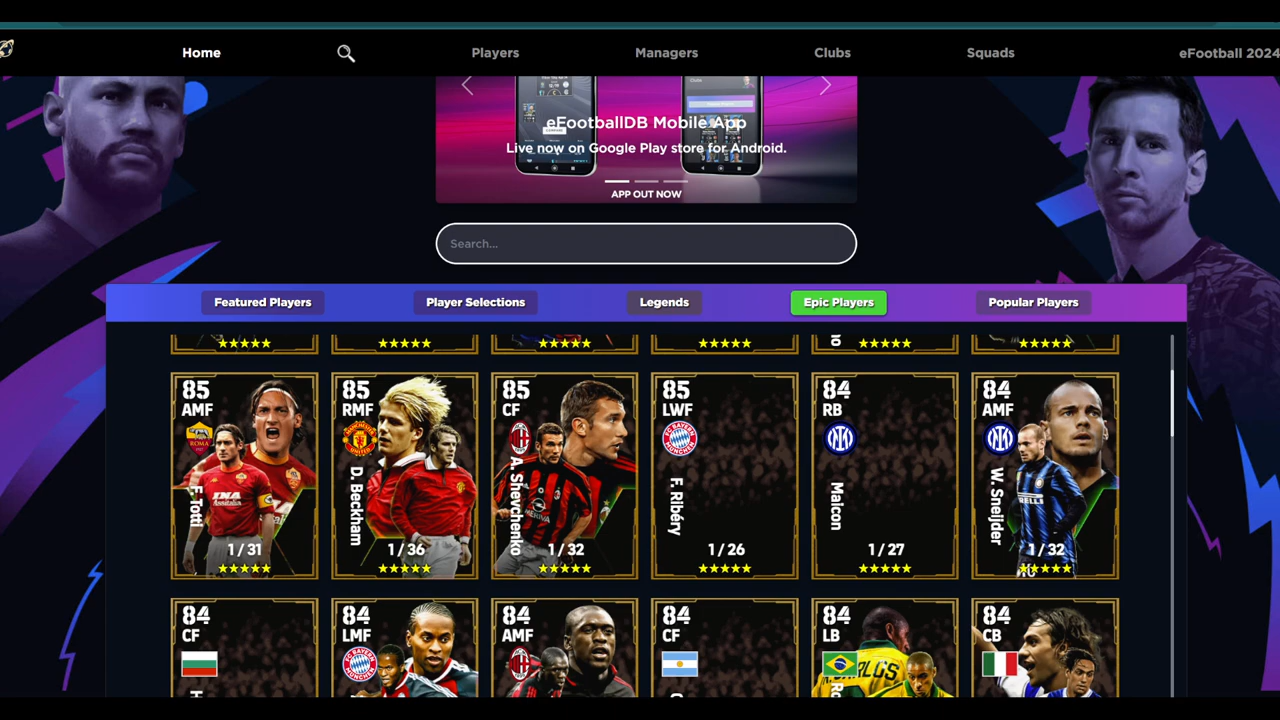 Home
Players
Managers
Clubs
Squads
eFootball 2024
eFootballDB Mobile App
Live now on Google Play store for Android.
APP OUT NOW
Search...
Featured Players
Player Selections
Legends
Epic Players
Popular Players
85
AMF
ROMA
F. Totti
1 / 31
85
RMF
D. Beckham
1 / 36
85
CF
A. Shevchenko
1 / 32
85
LWF
F. Ribéry
1 / 26
84
RB
Maicon
1 / 27
84
AMF
W. Sneijder
1 / 32
84
CF
84
LMF
84
AMF
84
CF
84
LB
84
CB